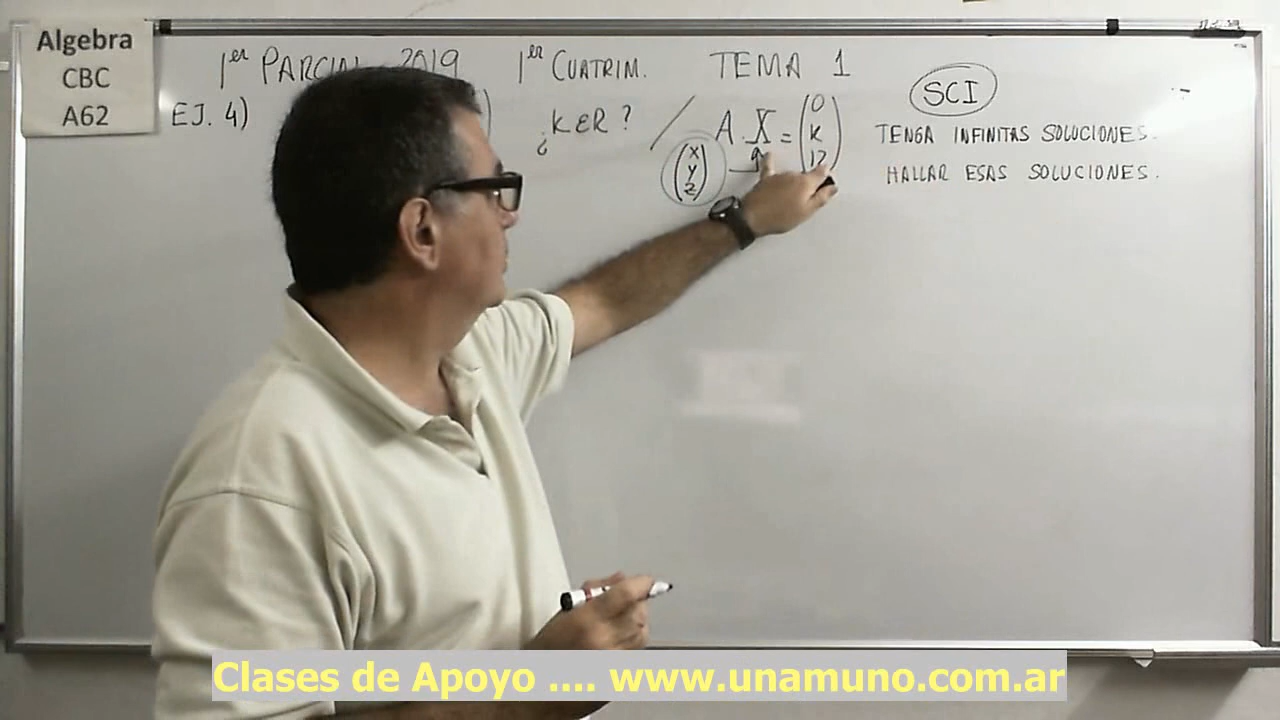 Algebra
CBC
A62
1er PARCIAL 2019 1er CUATRIM. TEMA 1
EJ. 4) ¿K∈R? / A.X = (0 K 12) SCI
(x y z)
TENGA INFINITAS SOLUCIONES.
HALLAR ESAS SOLUCIONES.
Clases de Apoyo .... www.unamuno.com.ar